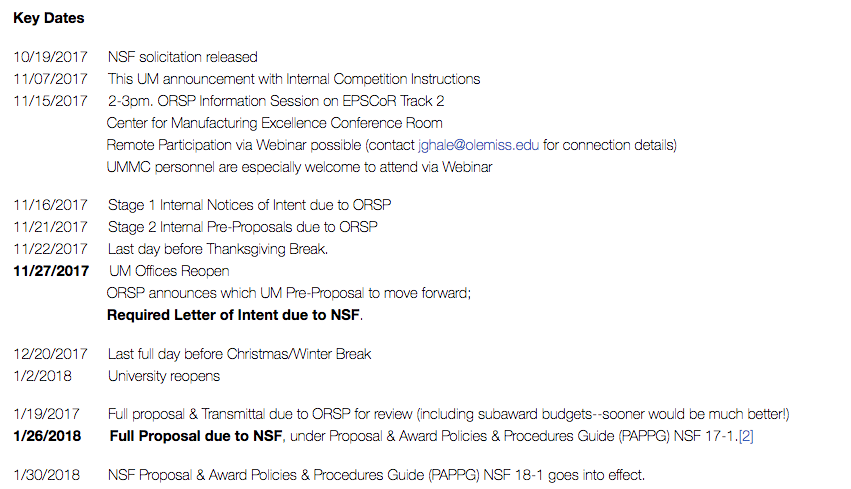 Key Dates
10/19/2017 NSF solicitation released
11/07/2017 This UM announcement with Internal Competition Instructions
11/15/2017 2-3pm. ORSP Information Session on EPSCoR Track 2
Center for Manufacturing Excellence Conference Room
Remote Participation via Webinar possible (contact jghale@olemiss.edu for connection details)
UMMC personnel are especially welcome to attend via Webinar
11/16/2017 Stage 1 Internal Notices of Intent due to ORSP
11/21/2017 Stage 2 Internal Pre-Proposals due to ORSP
11/22/2017 Last day before Thanksgiving Break.
11/27/2017 UM Offices Reopen
ORSP announces which UM Pre-Proposal to move forward;
Required Letter of Intent due to NSF.
12/20/2017 Last full day before Christmas/Winter Break
1/2/2018 University reopens
1/19/2017 Full proposal & Transmittal due to ORSP for review (including subaward budgets--sooner would be much better!)
1/26/2018 Full Proposal due to NSF, under Proposal & Award Policies & Procedures Guide (PAPPG) NSF 17-1.[2]
1/30/2018 NSF Proposal & Award Policies & Procedures Guide (PAPPG) NSF 18-1 goes into effect.